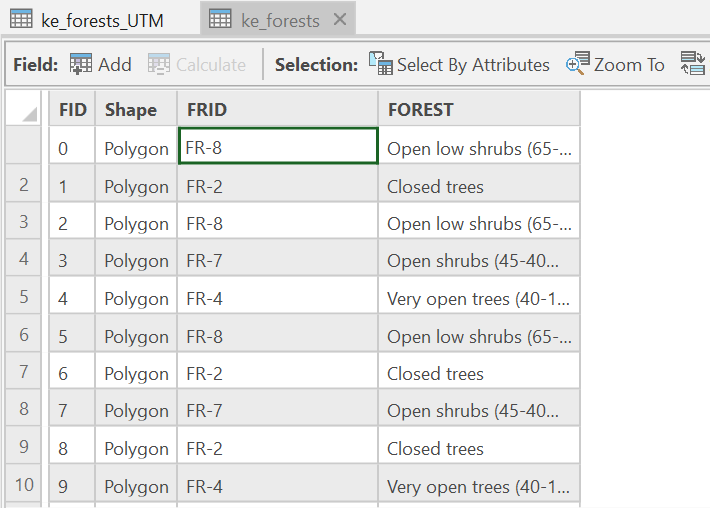 ke_forests_UTM ke_forests
Field: Add Calculate Selection: Select By Attributes Zoom To
FID Shape FRID FOREST
0 Polygon FR-8 Open low shrubs (65-...
2 1 Polygon FR-2 Closed trees
3 2 Polygon FR-8 Open low shrubs (65-...
4 3 Polygon FR-7 Open shrubs (45-40...
5 4 Polygon FR-4 Very open trees (40-1...
6 5 Polygon FR-8 Open low shrubs (65-...
7 6 Polygon FR-2 Closed trees
8 7 Polygon FR-7 Open shrubs (45-40...
9 8 Polygon FR-2 Closed trees
10 9 Polygon FR-4 Very open trees (40-1...